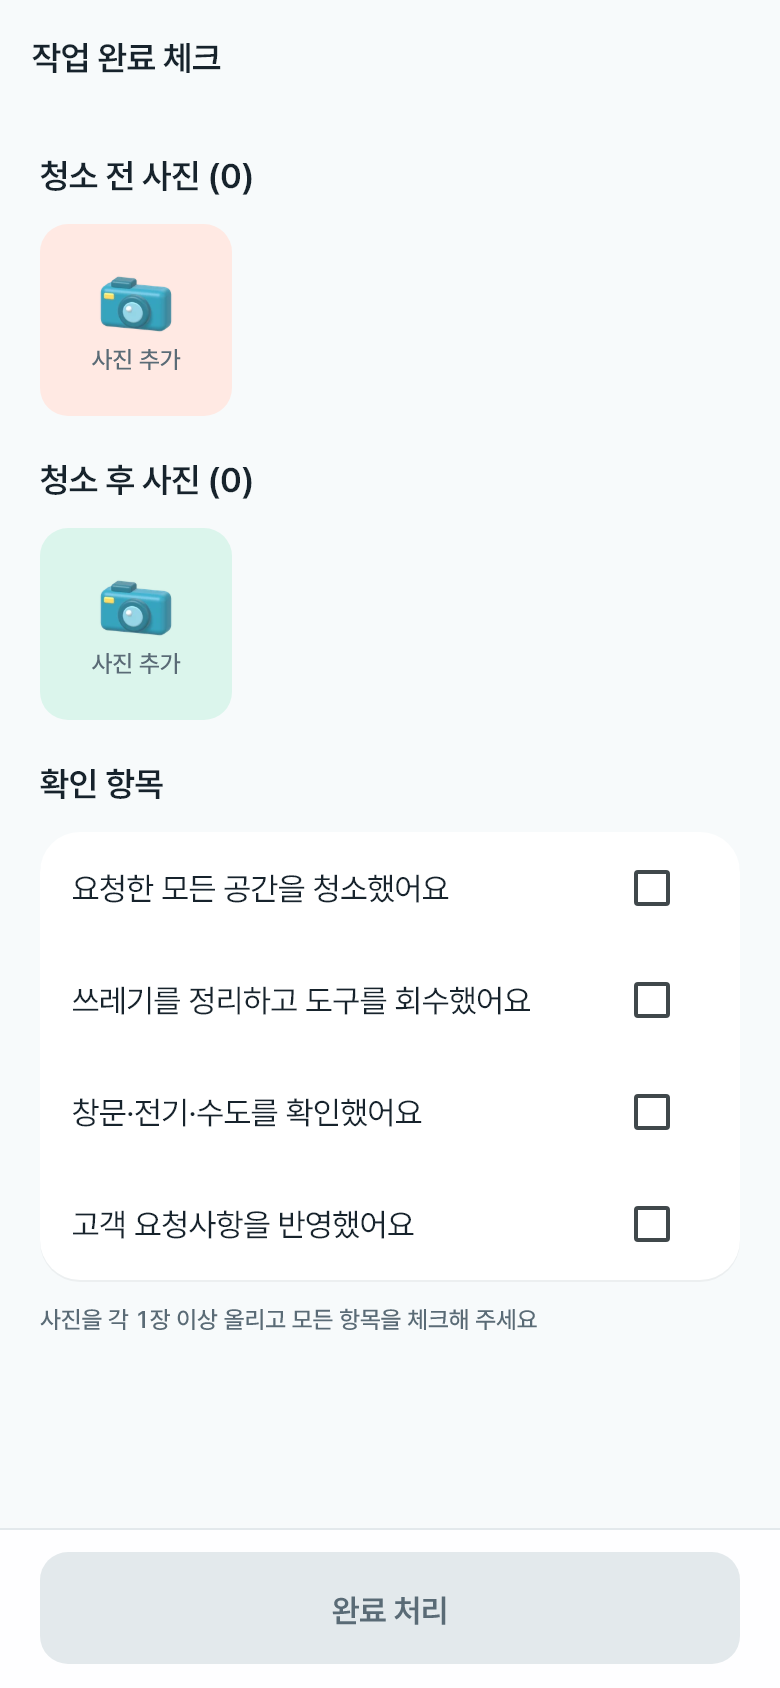 작업 완료 체크
청소 전 사진 (0)
사진 추가
청소 후 사진 (0)
사진 추가
확인 항목
요청한 모든 공간을 청소했어요
쓰레기를 정리하고 도구를 회수했어요
창문·전기·수도를 확인했어요
고객 요청사항을 반영했어요
사진을 각 1장 이상 올리고 모든 항목을 체크해 주세요
완료 처리